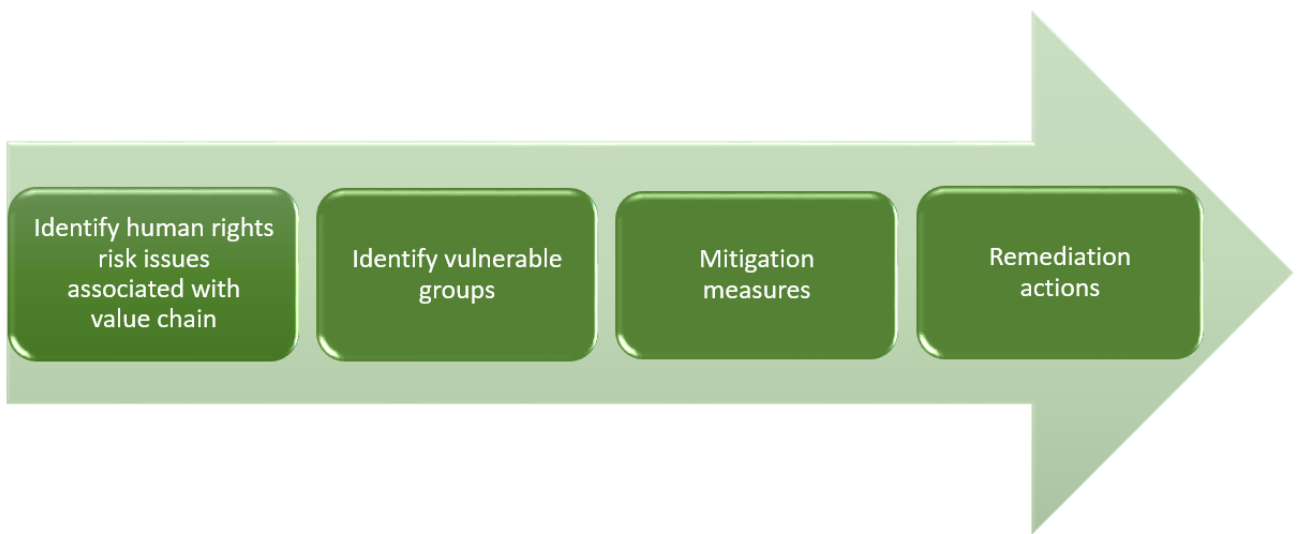 Identify human rights
risk issues
associated with
value chain
Identify vulnerable
groups
Mitigation
measures
Remediation
actions